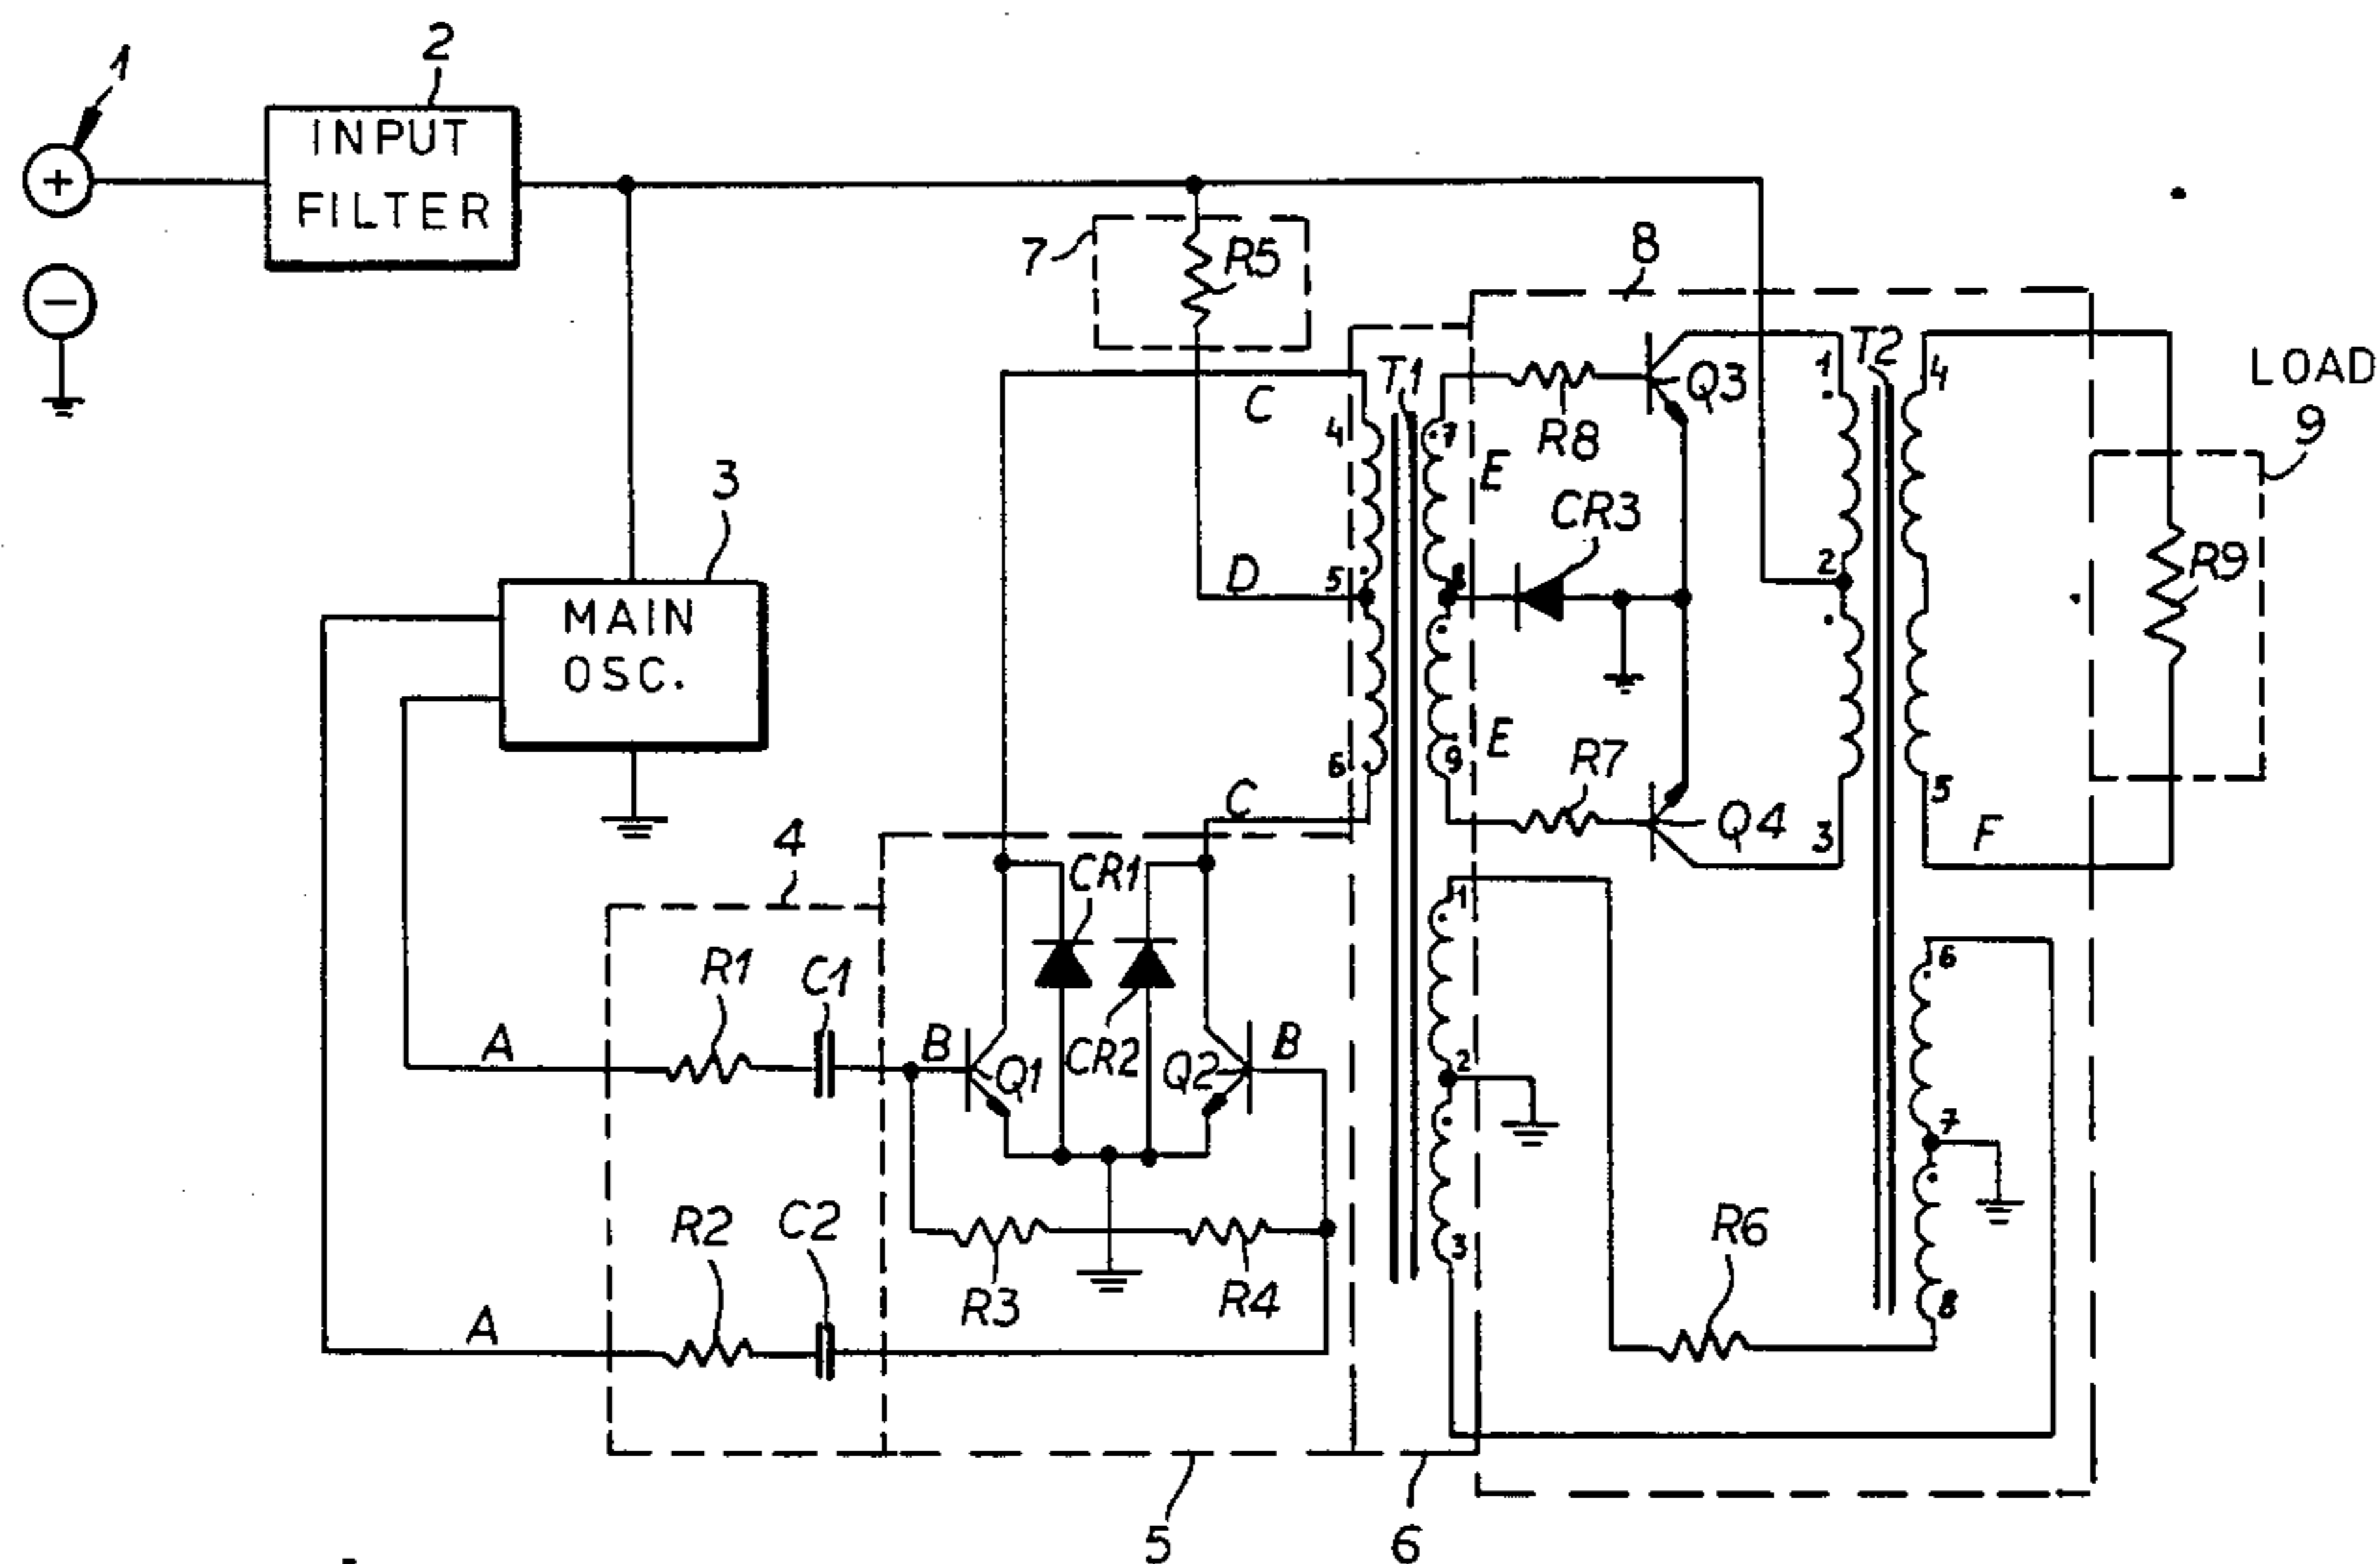 1
2
INPUT
FILTER
+
−
7
R5
8
3
MAIN
OSC.
C
D
T1
4
5
6
7
8
9
E
E
R8
Q3
CR3
R7
Q4
T2
1
2
3
4
5
F
LOAD
9
R9
C
4
R1
C1
A
B
Q1
CR1
CR2
Q2
B
R2
C2
A
R3
R4
1
2
3
R6
6
7
8
5
6